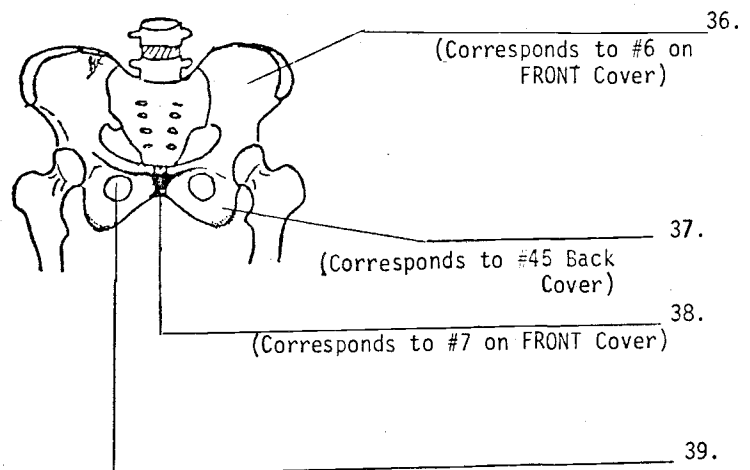 36.
(Corresponds to #6 on
FRONT Cover)
37.
(Corresponds to #45 Back
Cover)
38.
(Corresponds to #7 on FRONT Cover)
39.